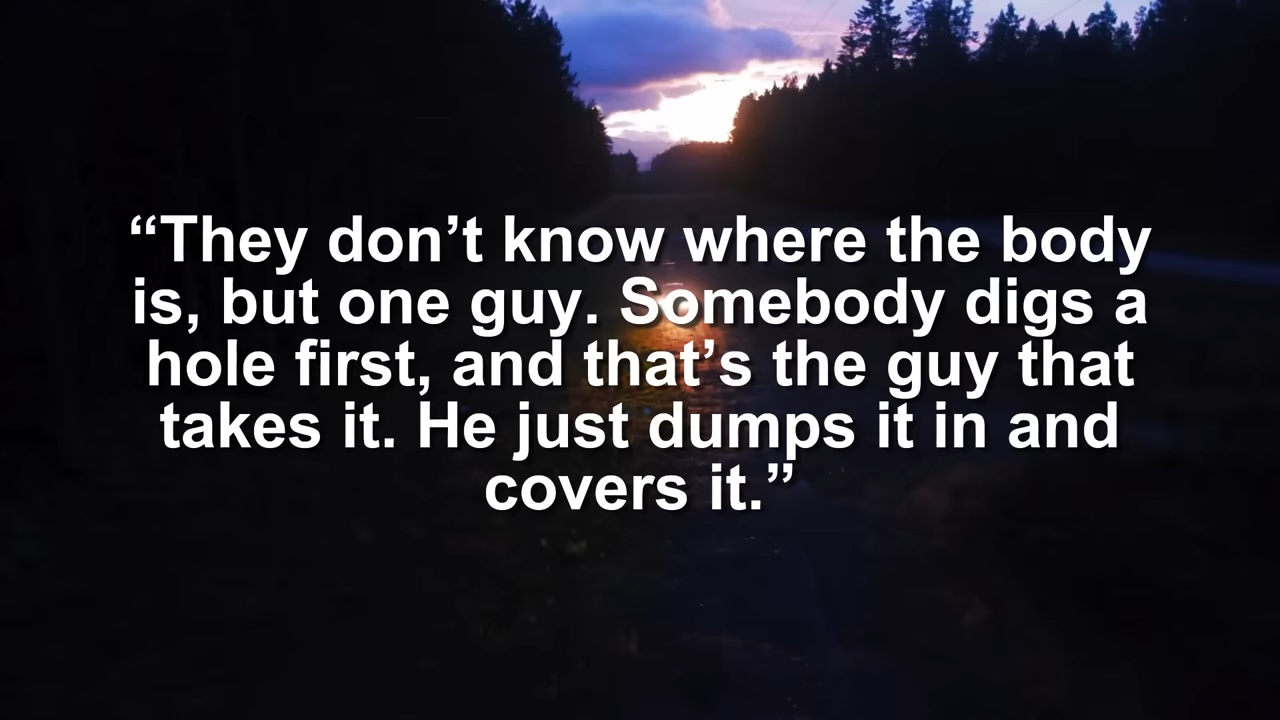 “They don’t know where the body
is, but one guy. Somebody digs a
hole first, and that’s the guy that
takes it. He just dumps it in and
covers it.”